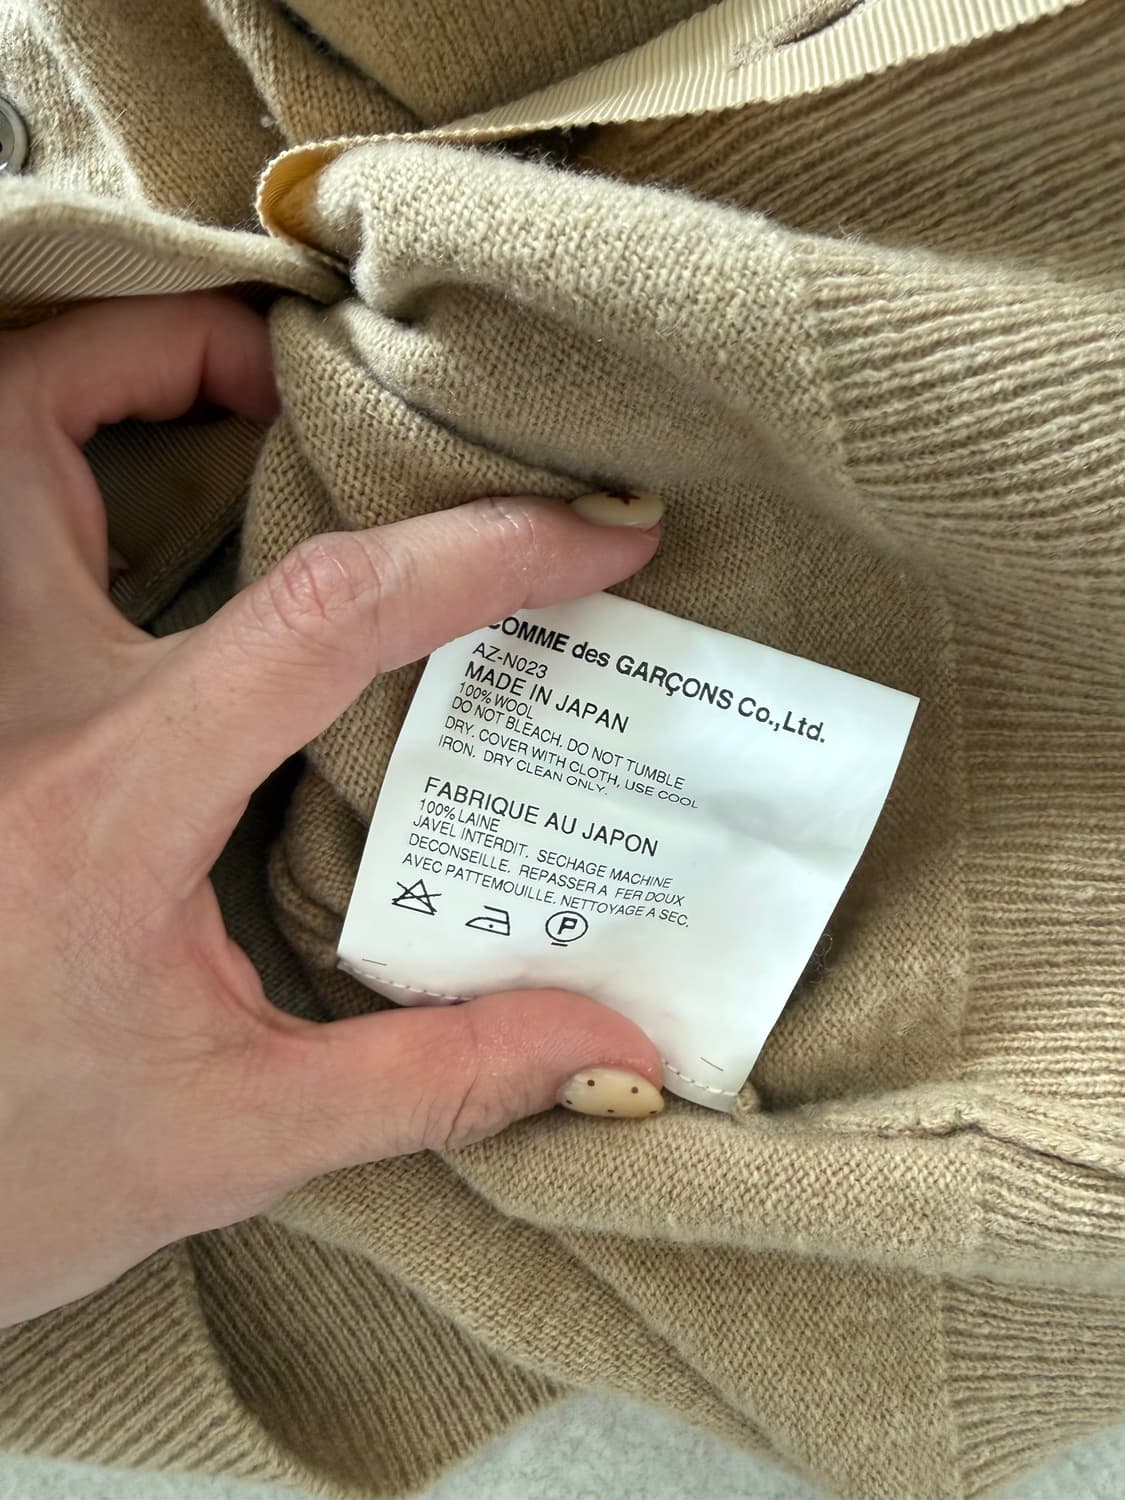 COMME des GARÇONS Co.,Ltd.
AZ-N023
MADE IN JAPAN
100% WOOL
DO NOT BLEACH. DO NOT TUMBLE
DRY. COVER WITH CLOTH, USE COOL
IRON. DRY CLEAN ONLY.
FABRIQUE AU JAPON
100% LAINE
JAVEL INTERDIT. SECHAGE MACHINE
DECONSEILLE. REPASSER A FER DOUX
AVEC PATTEMOUILLE. NETTOYAGE A SEC.
P